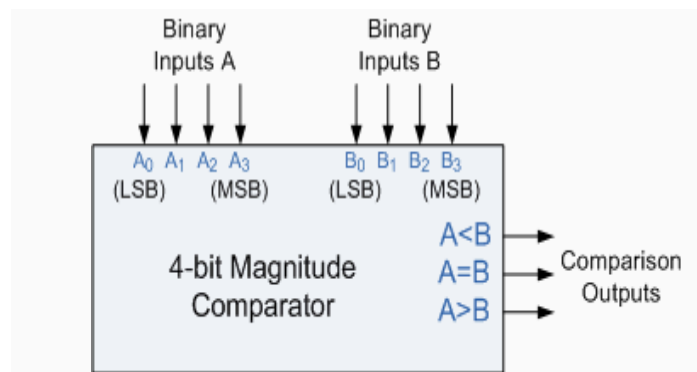 Binary
Inputs A
Binary
Inputs B
A₀ A₁ A₂ A₃
B₀ B₁ B₂ B₃
(LSB) (MSB)
(LSB) (MSB)
A<B
A=B
A>B
4-bit Magnitude
Comparator
Comparison
Outputs